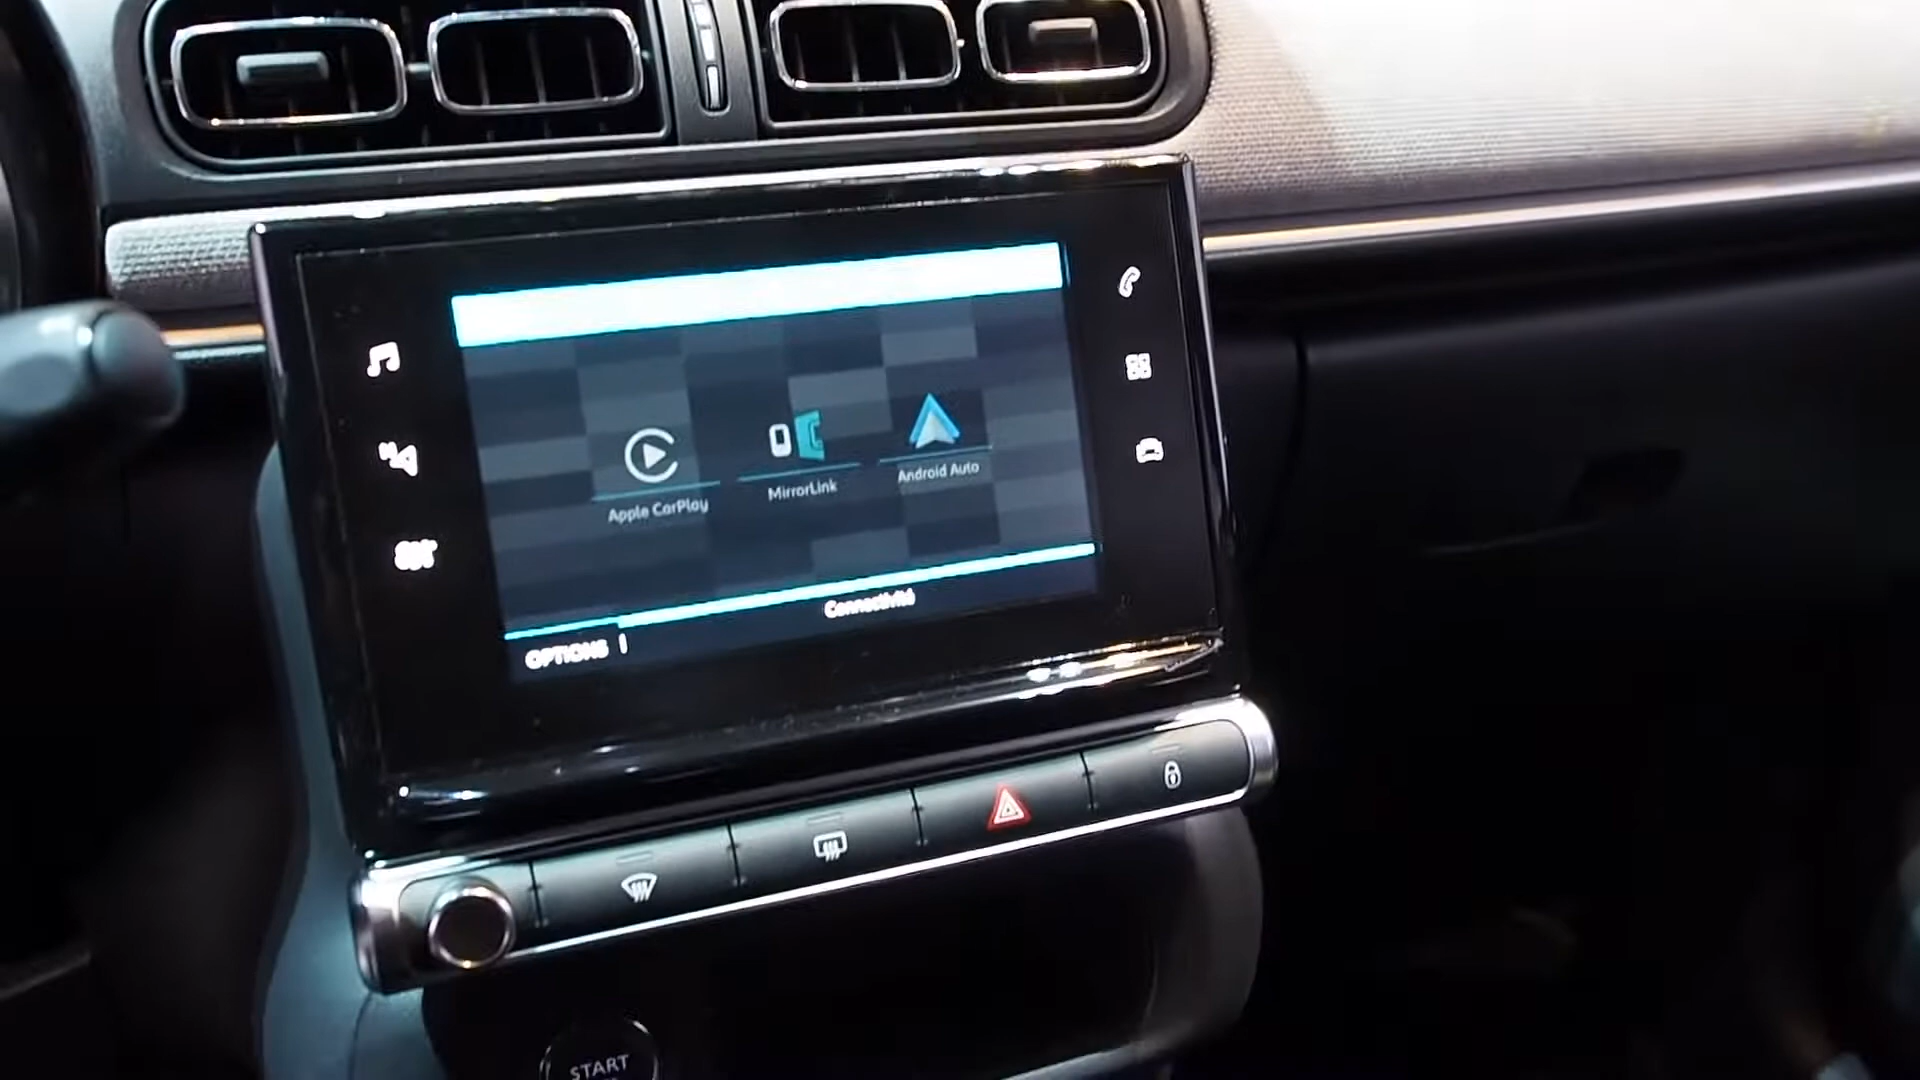 Apple CarPlay
MirrorLink
Android Auto
Connectivité
OPTIONS
START